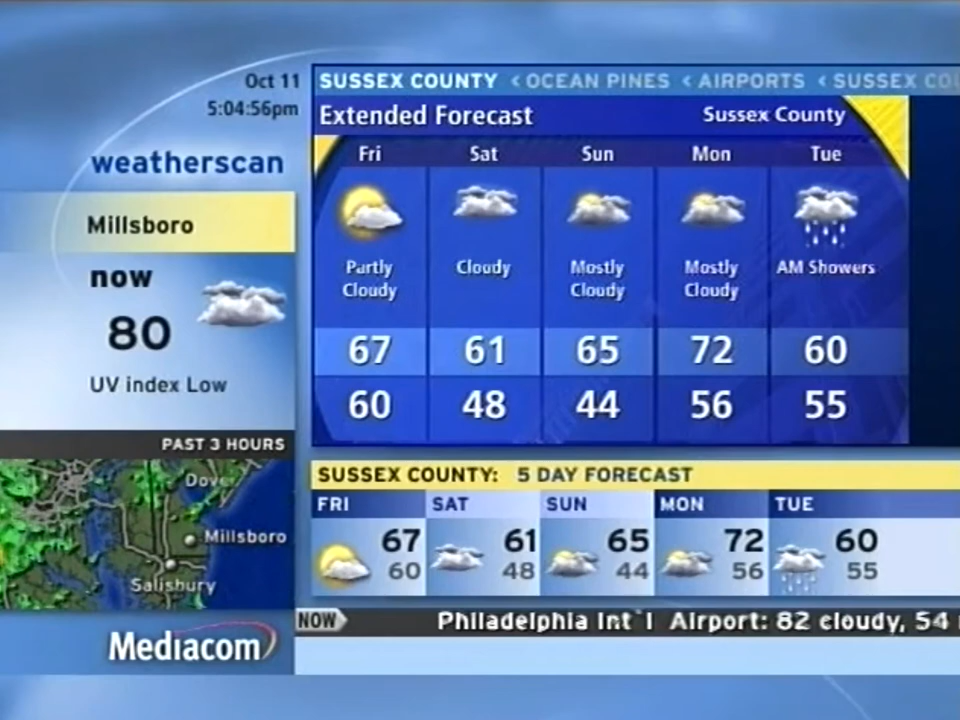 Oct 11
5:04:56pm
weatherscan
Millsboro
now
80
UV index Low
PAST 3 HOURS
Dover
Millsboro
Salisbury
Mediacom
SUSSEX COUNTY < OCEAN PINES < AIRPORTS < SUSSEX COU
Extended Forecast Sussex County
Fri Sat Sun Mon Tue
Partly Cloudy Mostly Mostly AM Showers
Cloudy Cloudy Cloudy
67 61 65 72 60
60 48 44 56 55
SUSSEX COUNTY: 5 DAY FORECAST
FRI SAT SUN MON TUE
67 61 65 72 60
60 48 44 56 55
NOW Philadelphia Int'l Airport: 82 cloudy, 54